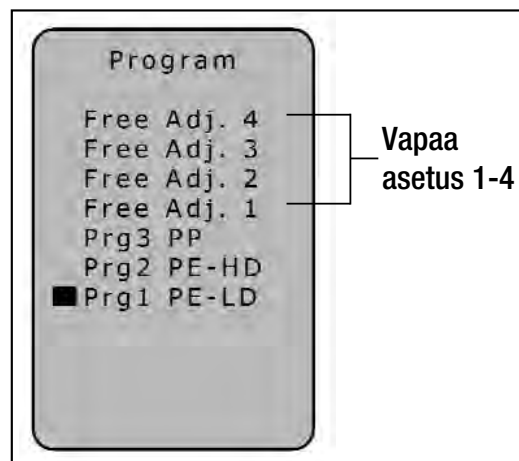 Program
Free Adj. 4
Free Adj. 3
Free Adj. 2
Free Adj. 1
Prg3 PP
Prg2 PE-HD
Prg1 PE-LD
Vapaa
asetus 1-4